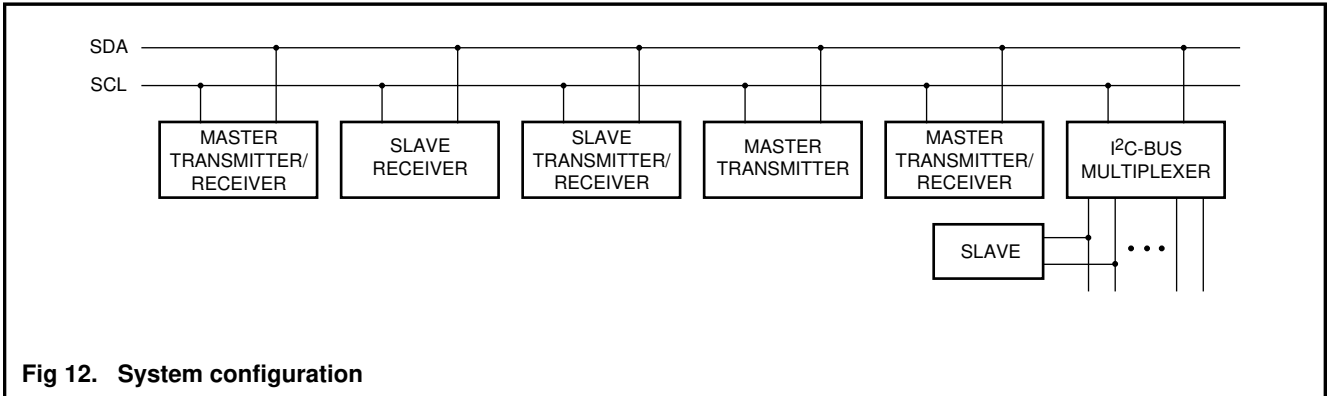 SDA
SCL
MASTER
TRANSMITTER/
RECEIVER
SLAVE
RECEIVER
SLAVE
TRANSMITTER/
RECEIVER
MASTER
TRANSMITTER
MASTER
TRANSMITTER/
RECEIVER
I²C-BUS
MULTIPLEXER
SLAVE
Fig 12. System configuration